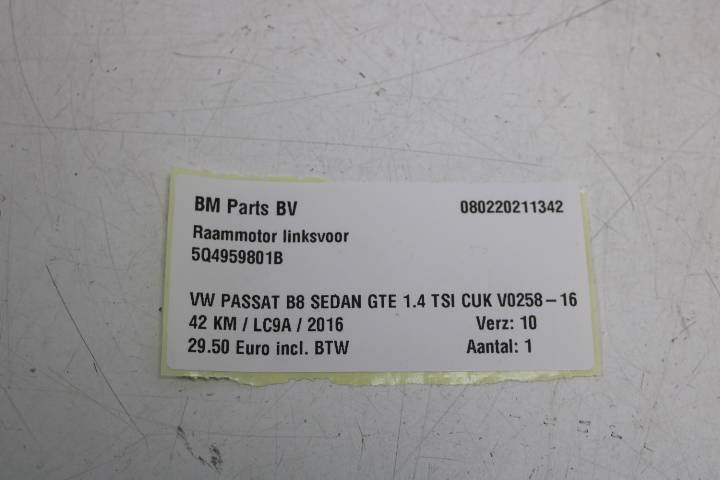 BM Parts BV 080220211342
Raammotor linksvoor
5Q4959801B
VW PASSAT B8 SEDAN GTE 1.4 TSI CUK V0258-16
42 KM / LC9A / 2016 Verz: 10
29.50 Euro incl. BTW Aantal: 1